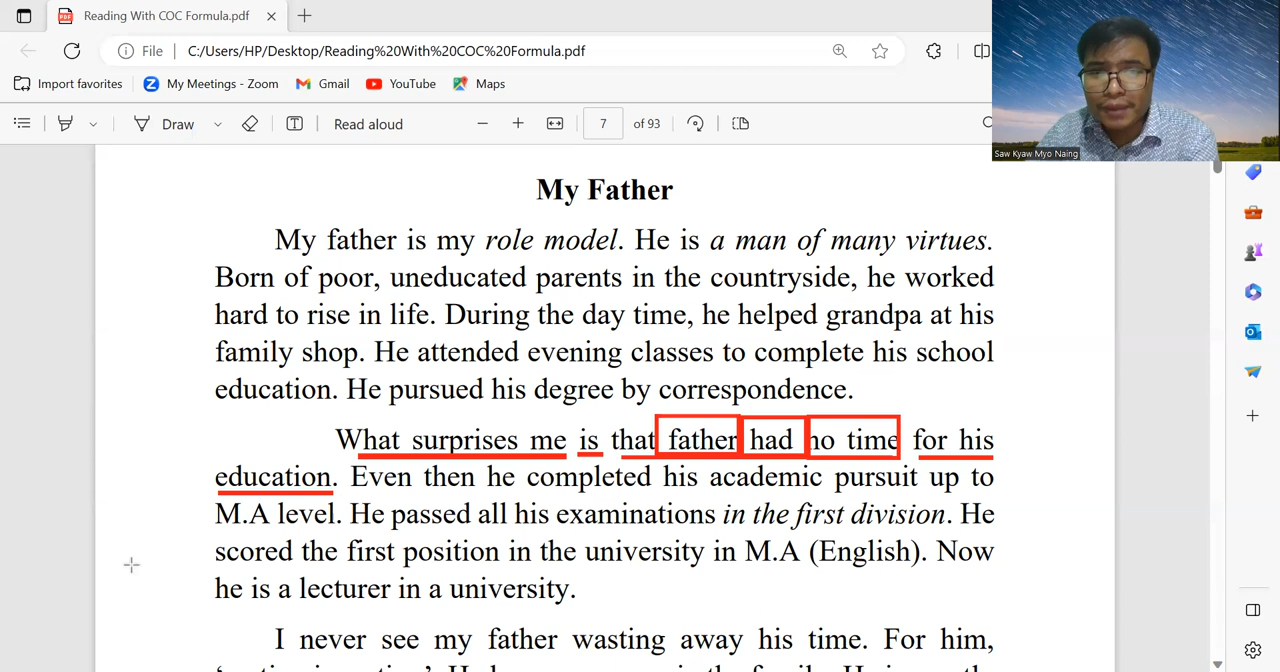 Reading With COC Formula.pdf
File | C:/Users/HP/Desktop/Reading%20With%20COC%20Formula.pdf
Import favorites My Meetings - Zoom Gmail YouTube Maps
Draw Read aloud 7 of 93
Saw Kyaw Myo Naing
My Father
My father is my role model. He is a man of many virtues.
Born of poor, uneducated parents in the countryside, he worked
hard to rise in life. During the day time, he helped grandpa at his
family shop. He attended evening classes to complete his school
education. He pursued his degree by correspondence.
What surprises me is that father had no time for his
education. Even then he completed his academic pursuit up to
M.A level. He passed all his examinations in the first division. He
scored the first position in the university in M.A (English). Now
he is a lecturer in a university.
I never see my father wasting away his time. For him,